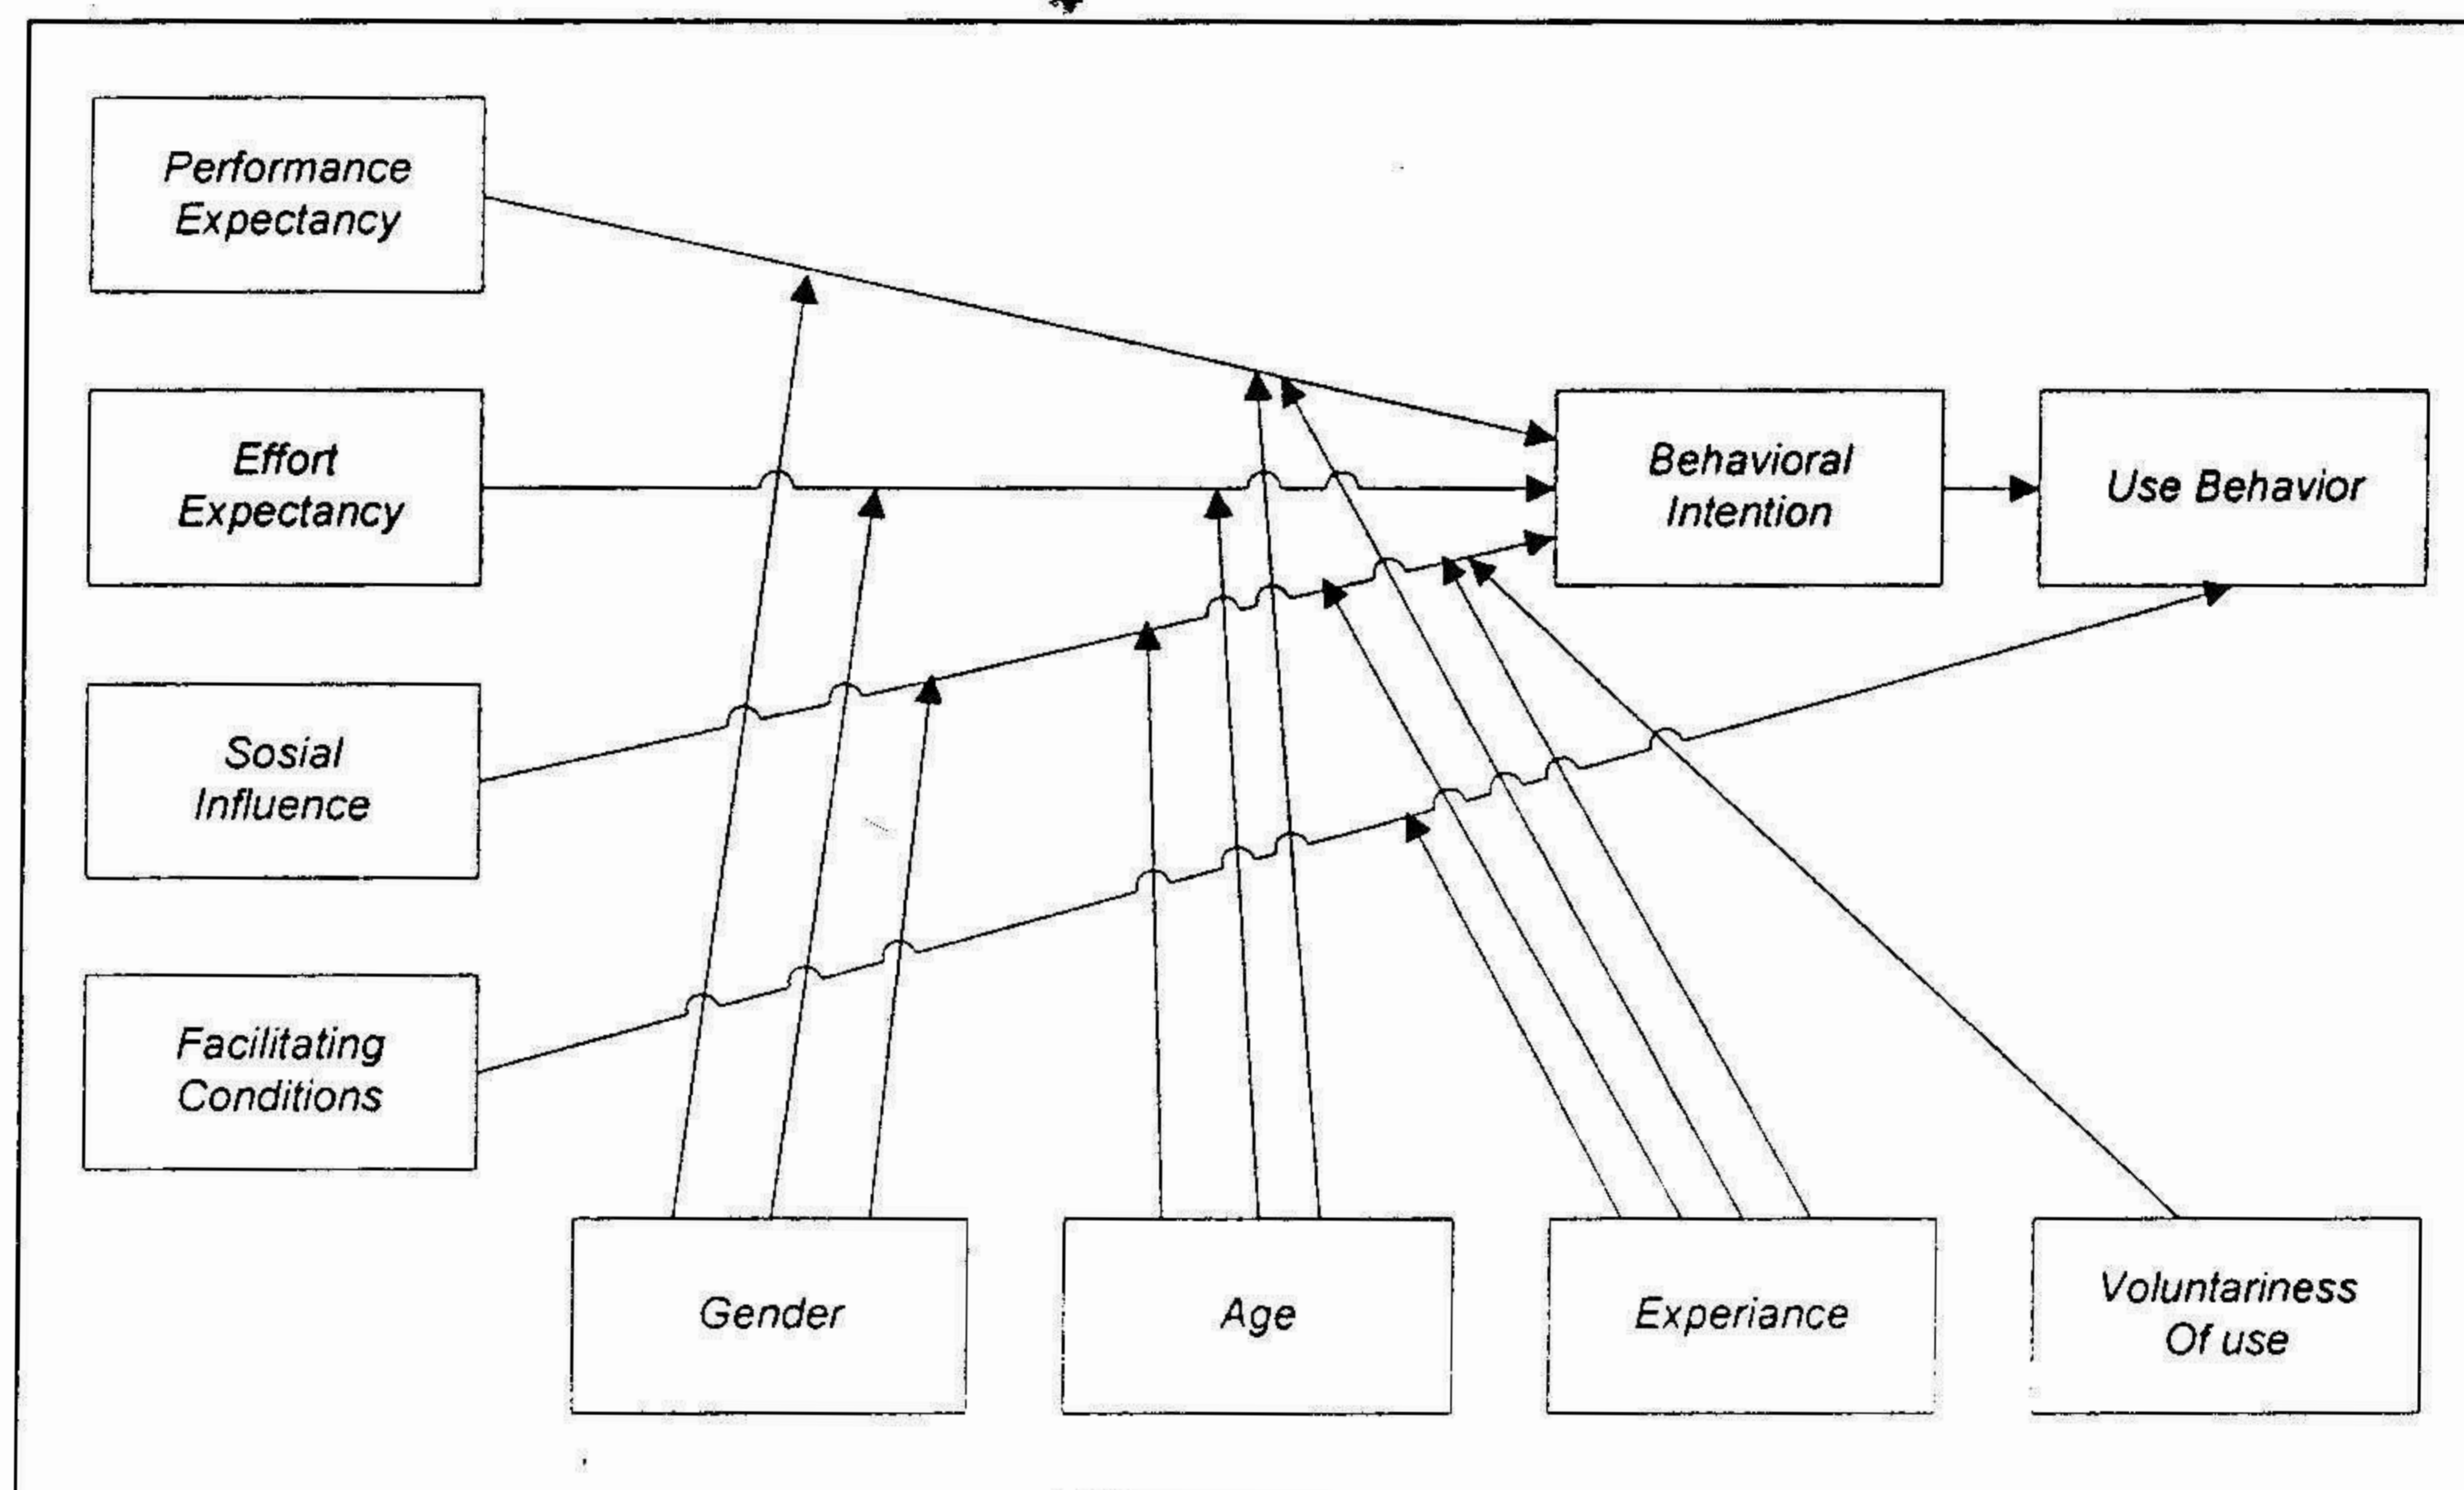 Performance
Expectancy
Effort
Expectancy
Behavioral
Intention
Use Behavior
Sosial
Influence
Facilitating
Conditions
Gender
Age
Experiance
Voluntariness
Of use